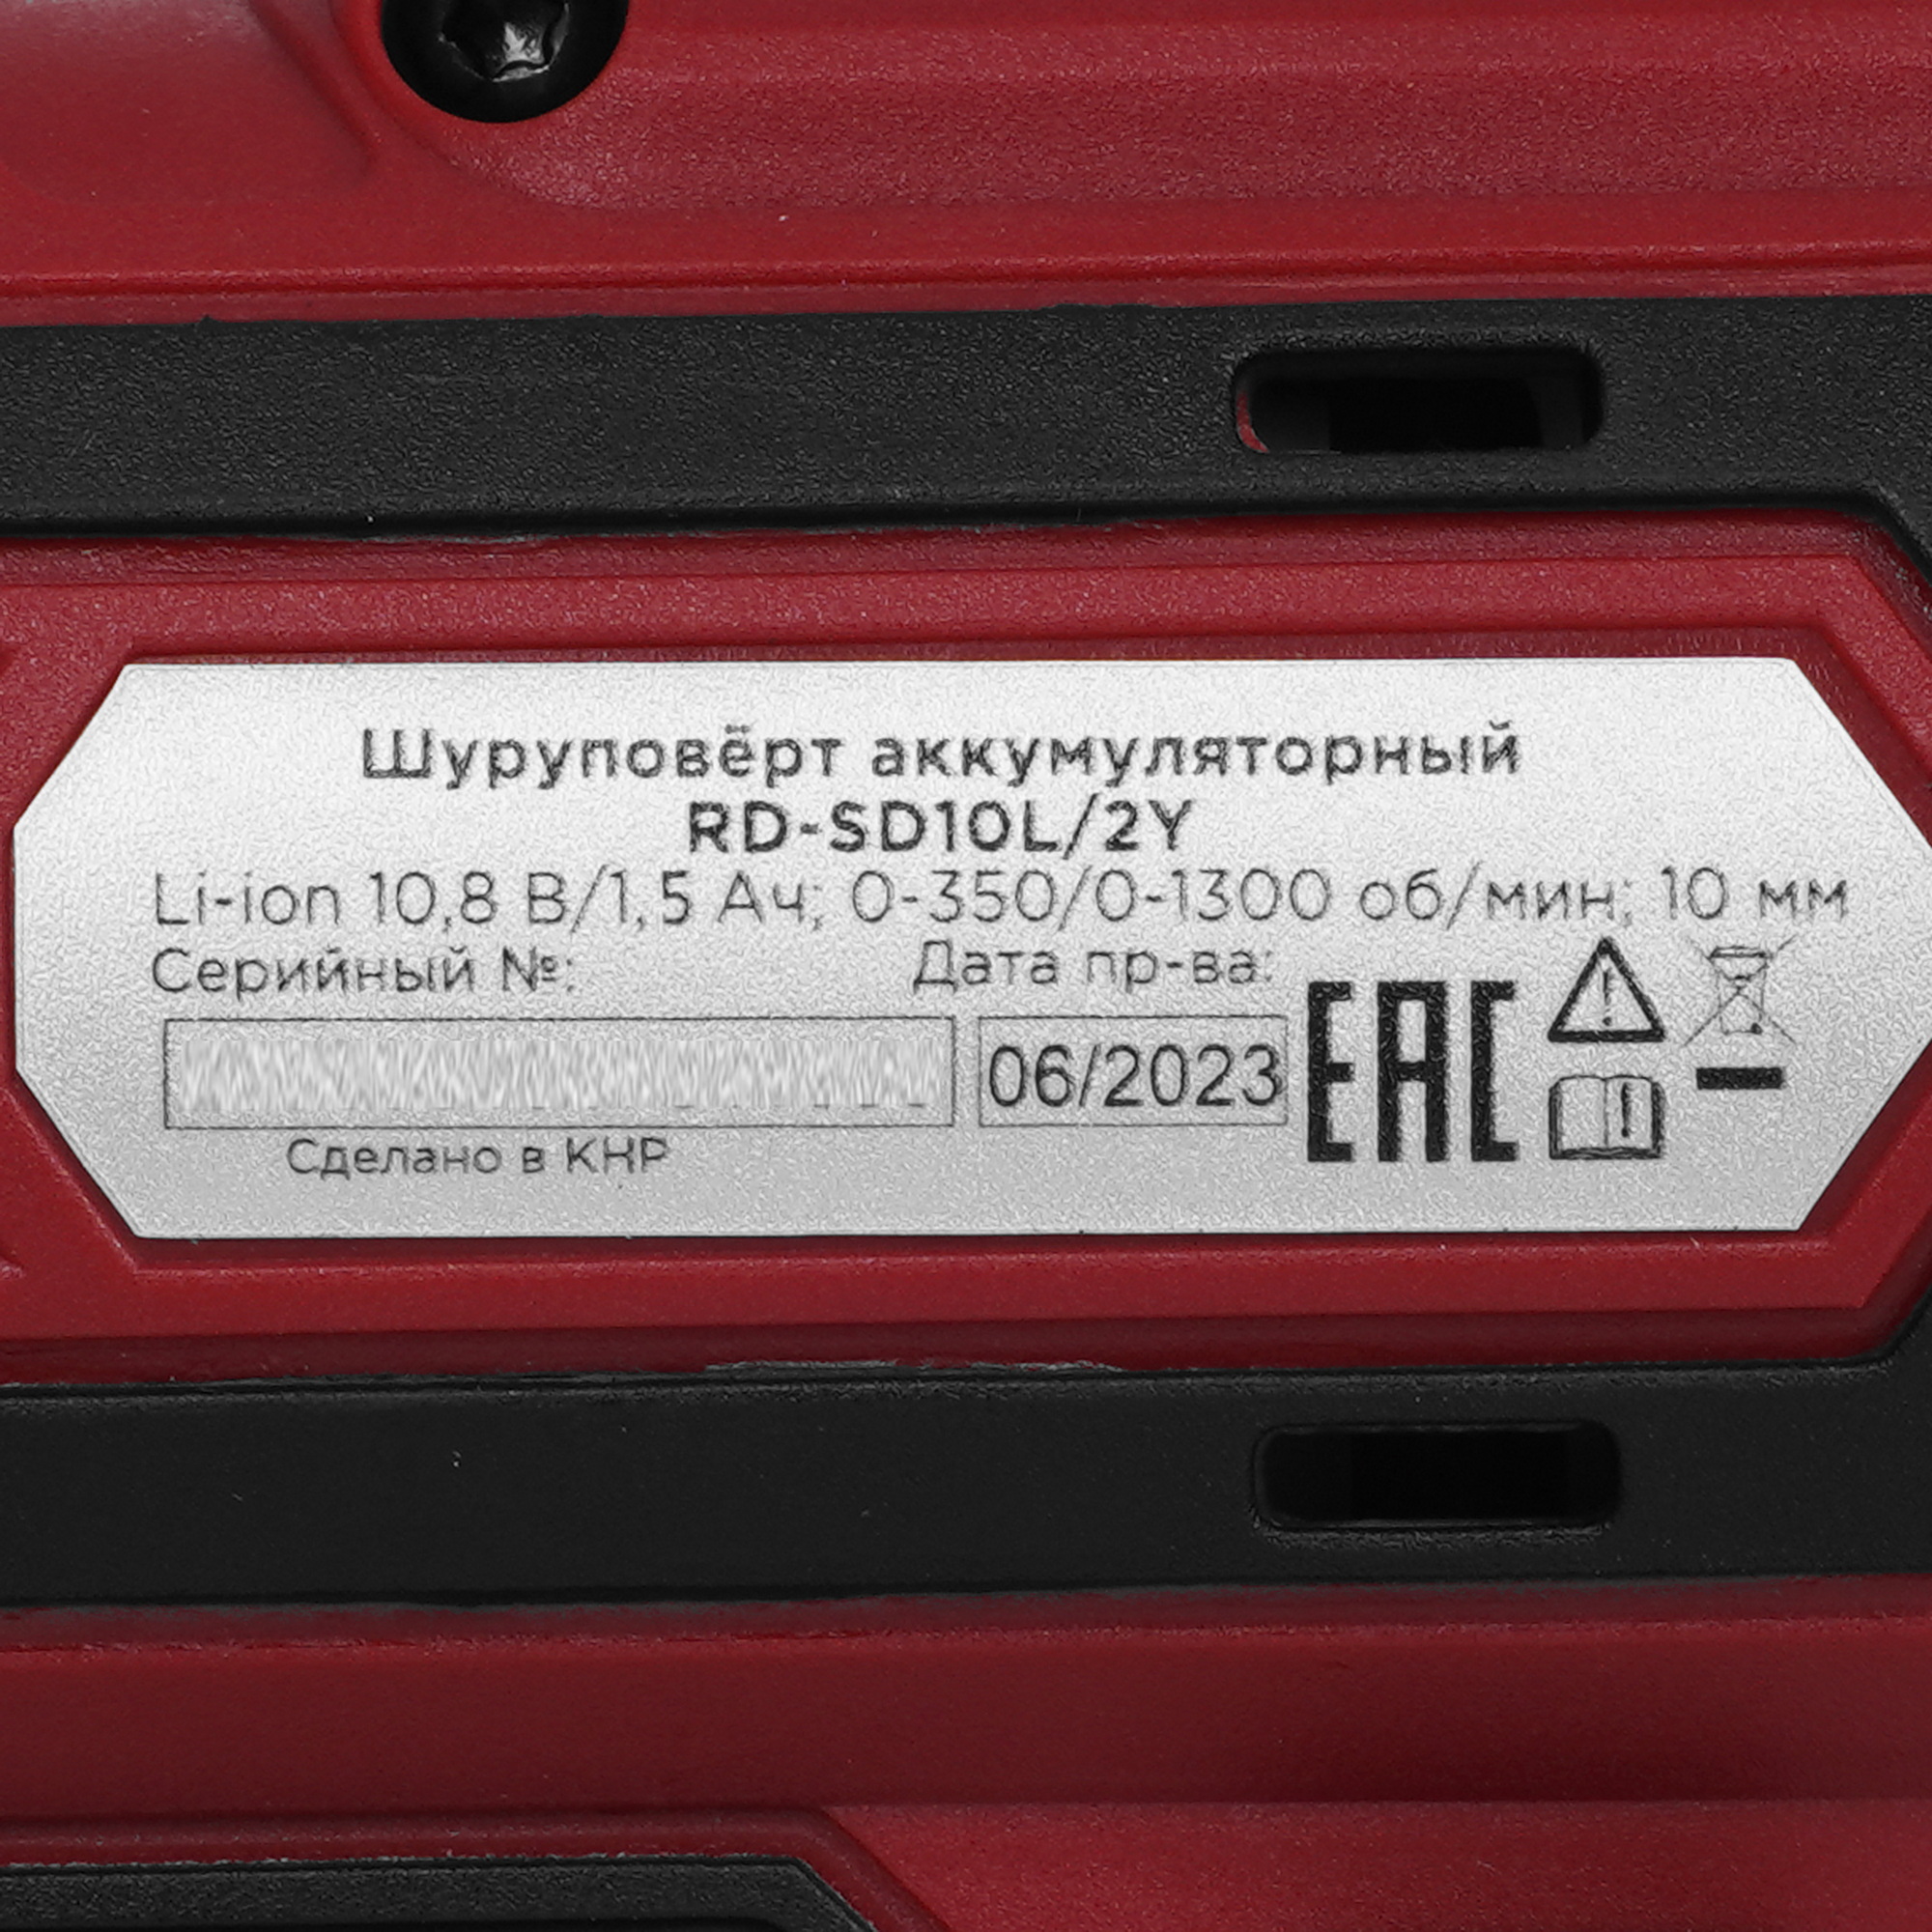 Шуруповёрт аккумуляторный
RD-SD10L/2Y
Li-ion 10,8 В/1,5 Ач; 0-350/0-1300 об/мин; 10 мм
Серийный №:
Дата пр-ва:
06/2023
EAC
Сделано в КНР